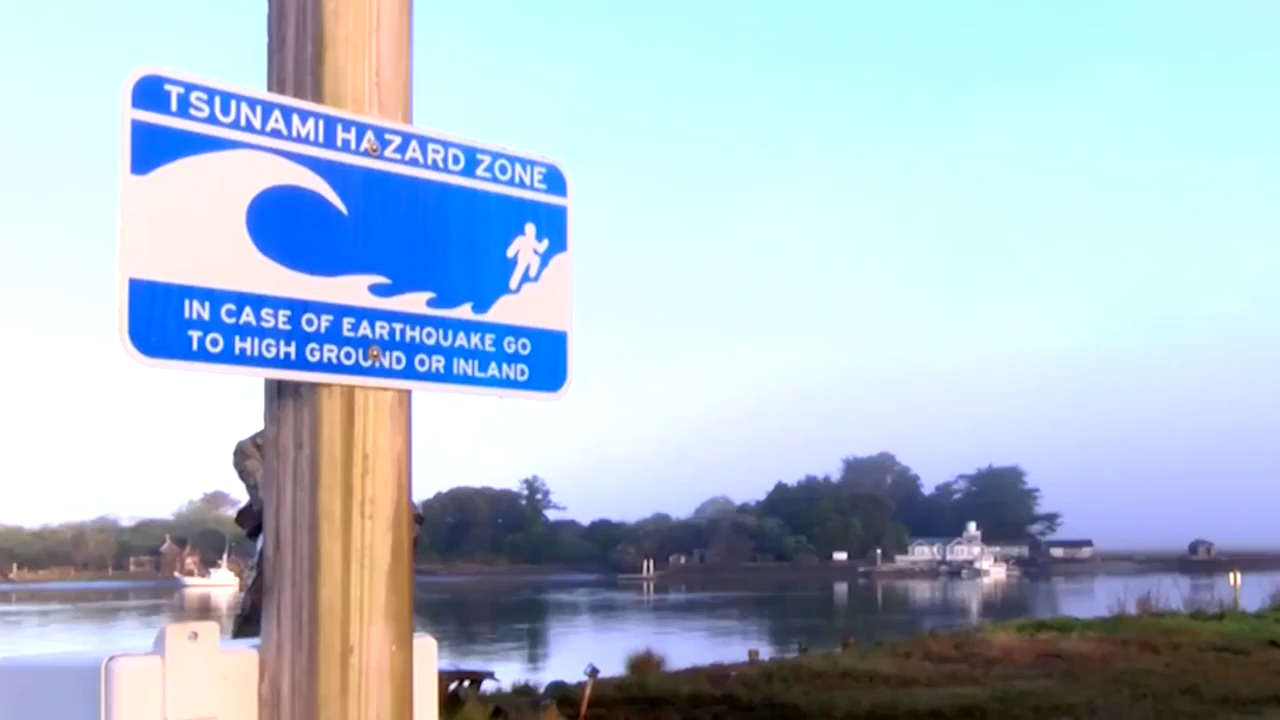 TSUNAMI HAZARD ZONE
IN CASE OF EARTHQUAKE GO
TO HIGH GROUND OR INLAND